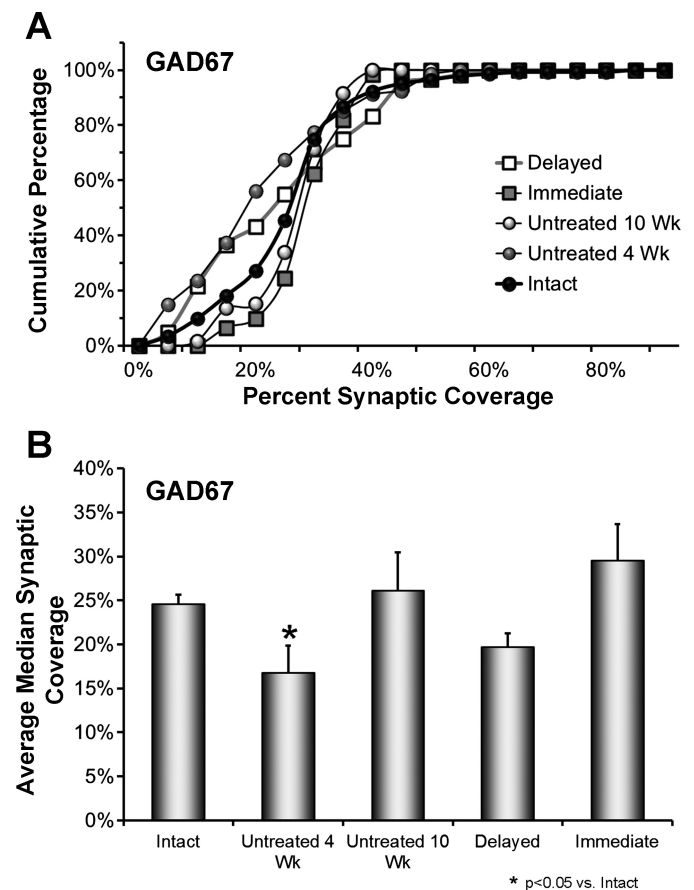 A
GAD67
Cumulative Percentage
100%
80%
60%
40%
20%
0%
Delayed
Immediate
Untreated 10 Wk
Untreated 4 Wk
Intact
0%
20%
40%
60%
80%
Percent Synaptic Coverage
B
GAD67
Average Median Synaptic
Coverage
40%
35%
30%
25%
20%
15%
10%
5%
0%
*
Intact
Untreated 4
Wk
Untreated 10
Wk
Delayed
Immediate
* p<0.05 vs. Intact